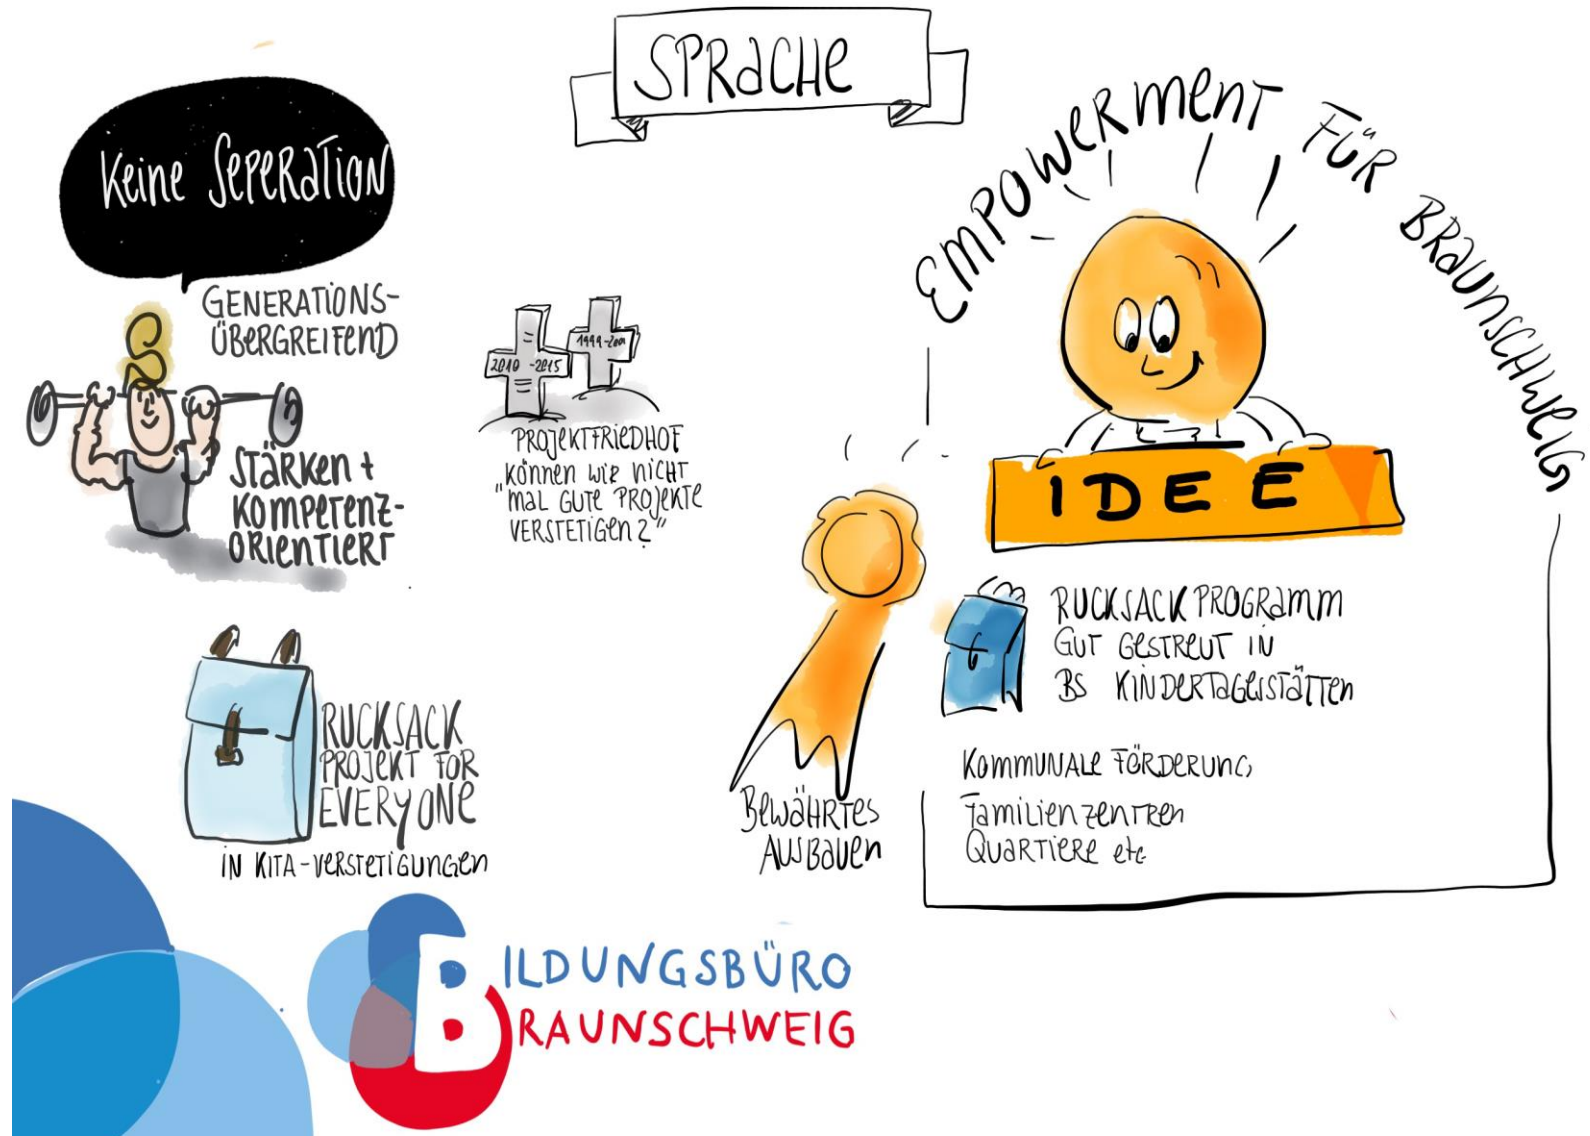 SPRACHE
Keine SEPERATION
GENERATIONS-
ÜBERGREIFEND
STÄRKEN +
KOMPETENZ-
ORIENTIERT
2010 - 2015
PROJEKTFRIEDHOF
KÖNNEN WIR NICHT
"MAL GUTE PROJEKTE
VERSTETIGEN?"
RUCKSACK
PROJEKT FOR
EVERYONE
IN KITA-VERSTETIGUNGEN
EMPOWERMENT FÜR BRAUNSCHWEIG
IDEE
RUCKSACK PROGRAMM
GUT GESTREUT IN
BS KINDERTAGESSTÄTTEN
KOMMUNALE FÖRDERUNG
FAMILIENZENTREN
QUARTIERE etc
BEWÄHRTES
AUSBAUEN
BILDUNGSBÜRO
BRAUNSCHWEIG